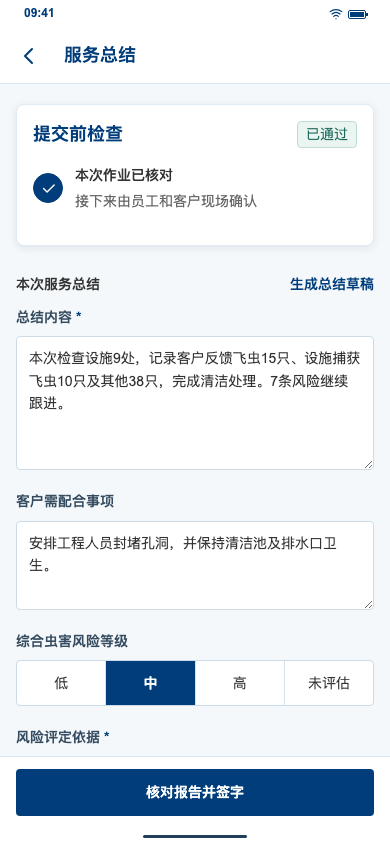 09:41
服务总结
提交前检查
已通过
本次作业已核对
接下来由员工和客户现场确认
本次服务总结
生成总结草稿
总结内容 *
本次检查设施9处，记录客户反馈飞虫15只、设施捕获
飞虫10只及其他38只，完成清洁处理。7条风险继续
跟进。
客户需配合事项
安排工程人员封堵孔洞，并保持清洁池及排水口卫
生。
综合虫害风险等级
低
中
高
未评估
风险评定依据 *
核对报告并签字